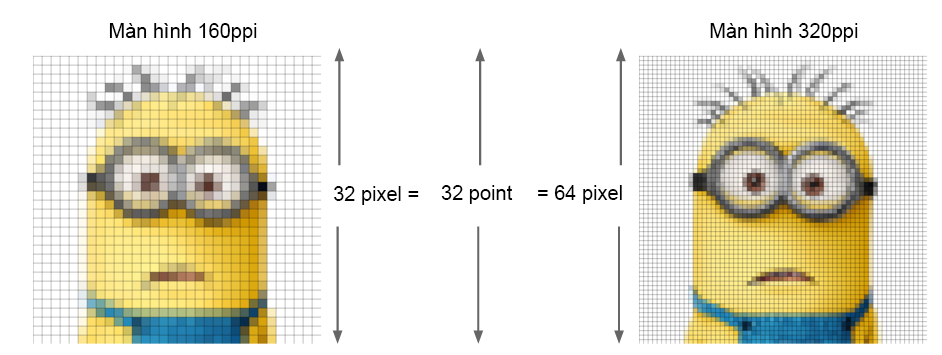 Màn hình 160ppi
Màn hình 320ppi
32 pixel = 32 point = 64 pixel